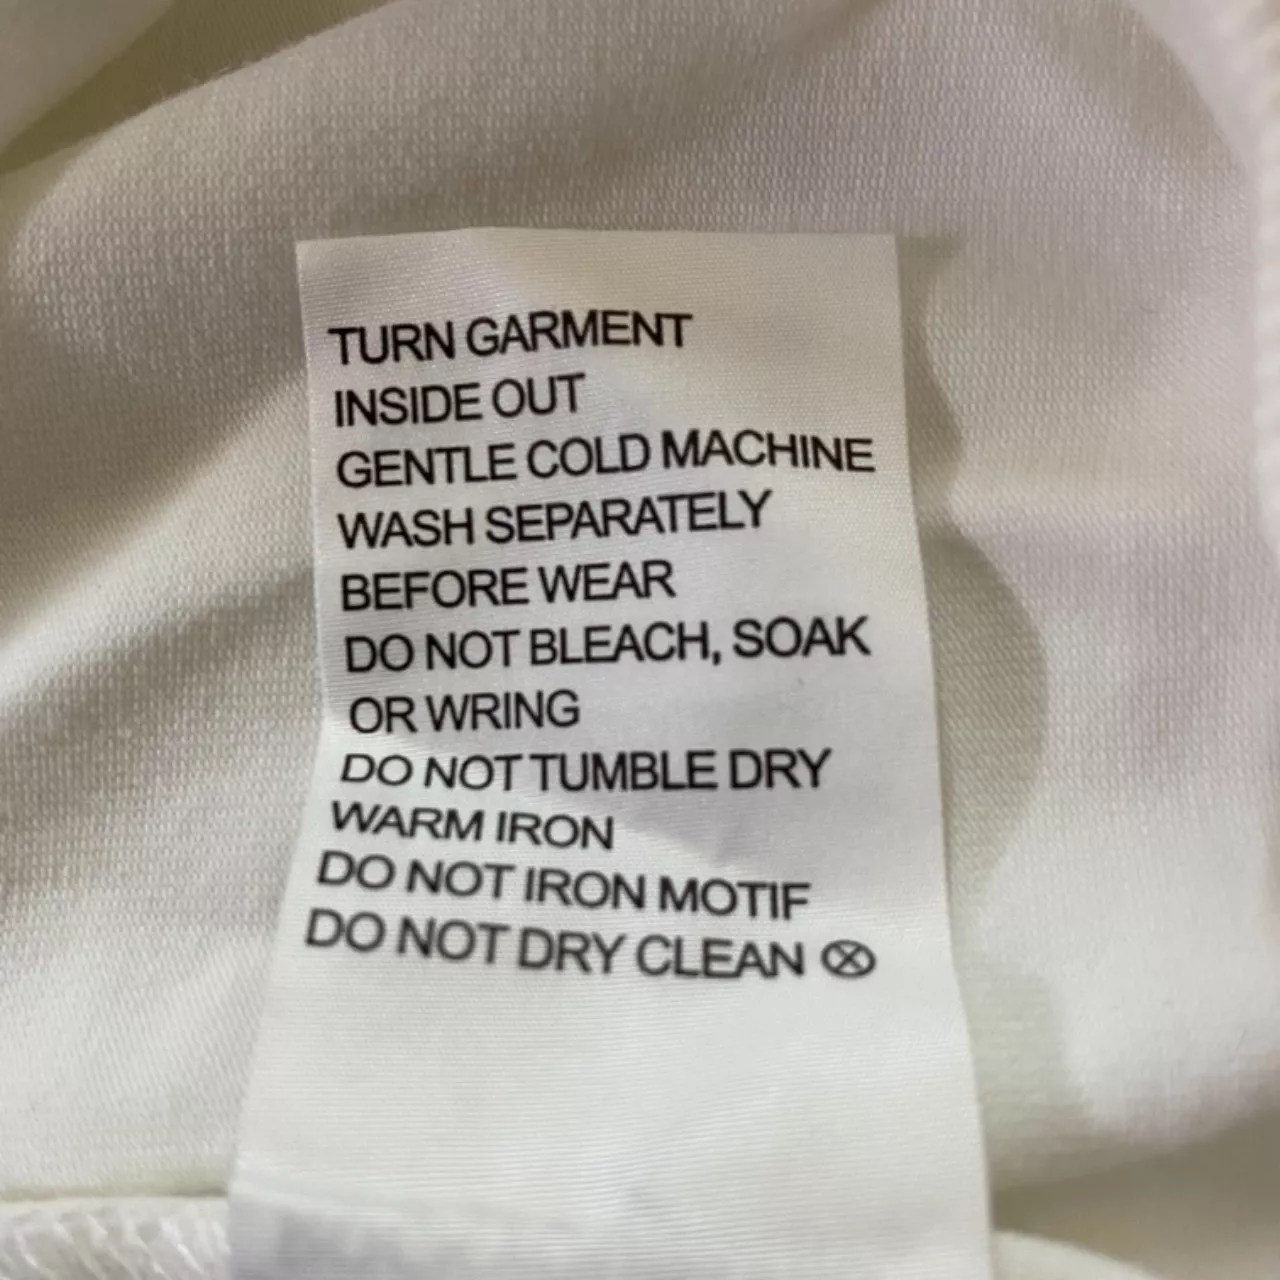 TURN GARMENT
INSIDE OUT
GENTLE COLD MACHINE
WASH SEPARATELY
BEFORE WEAR
DO NOT BLEACH, SOAK
OR WRING
DO NOT TUMBLE DRY
WARM IRON
DO NOT IRON MOTIF
DO NOT DRY CLEAN ⓧ